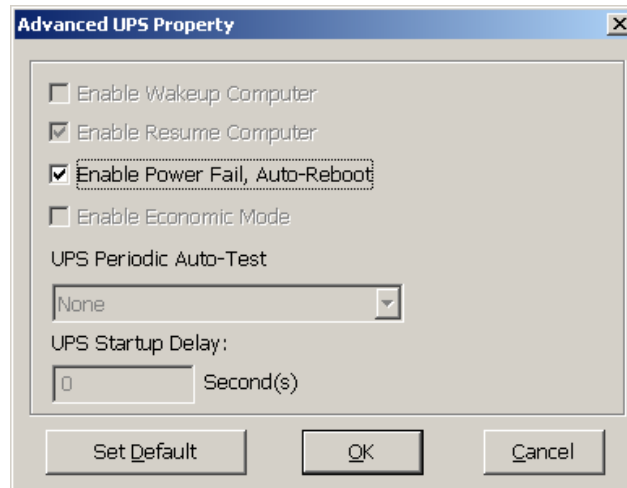 Advanced UPS Property
Enable Wakeup Computer
Enable Resume Computer
Enable Power Fail, Auto-Reboot
Enable Economic Mode
UPS Periodic Auto-Test
None
UPS Startup Delay:
0 Second(s)
Set Default OK Cancel